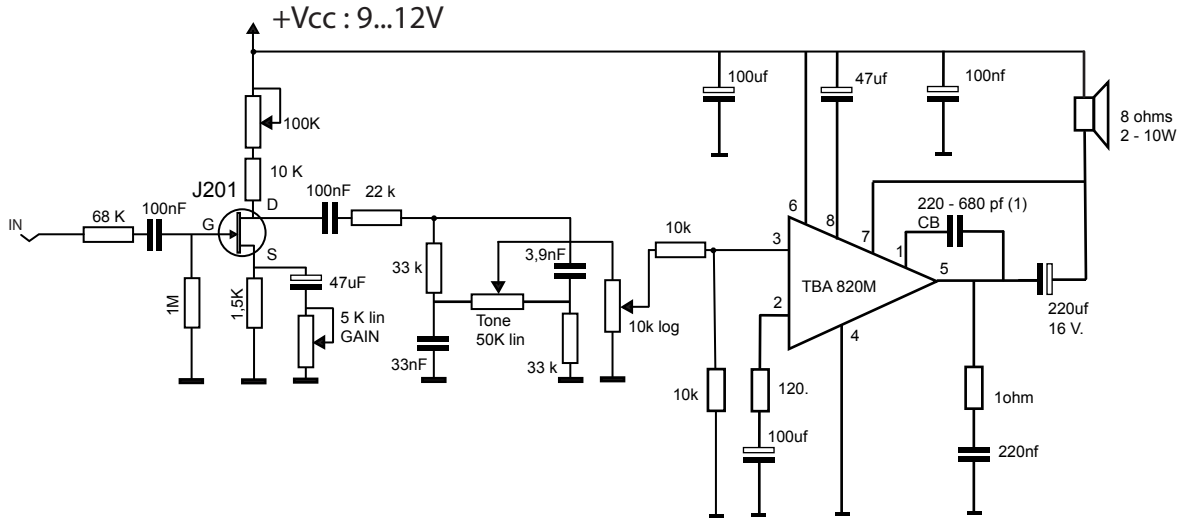 +Vcc : 9...12V
100uf
47uf
100nf
8 ohms
2 - 10W
100K
10 K
J201
D
100nF
22 k
IN
68 K
100nF
G
S
6
8
7
220 - 680 pf (1)
CB
1
10k
3
5
33 k
3,9nF
TBA 820M
1M
1,5K
47uF
5 K lin
GAIN
Tone
50K lin
10k log
2
4
220uf
16 V.
33nF
33 k
10k
120.
1ohm
100uf
220nf